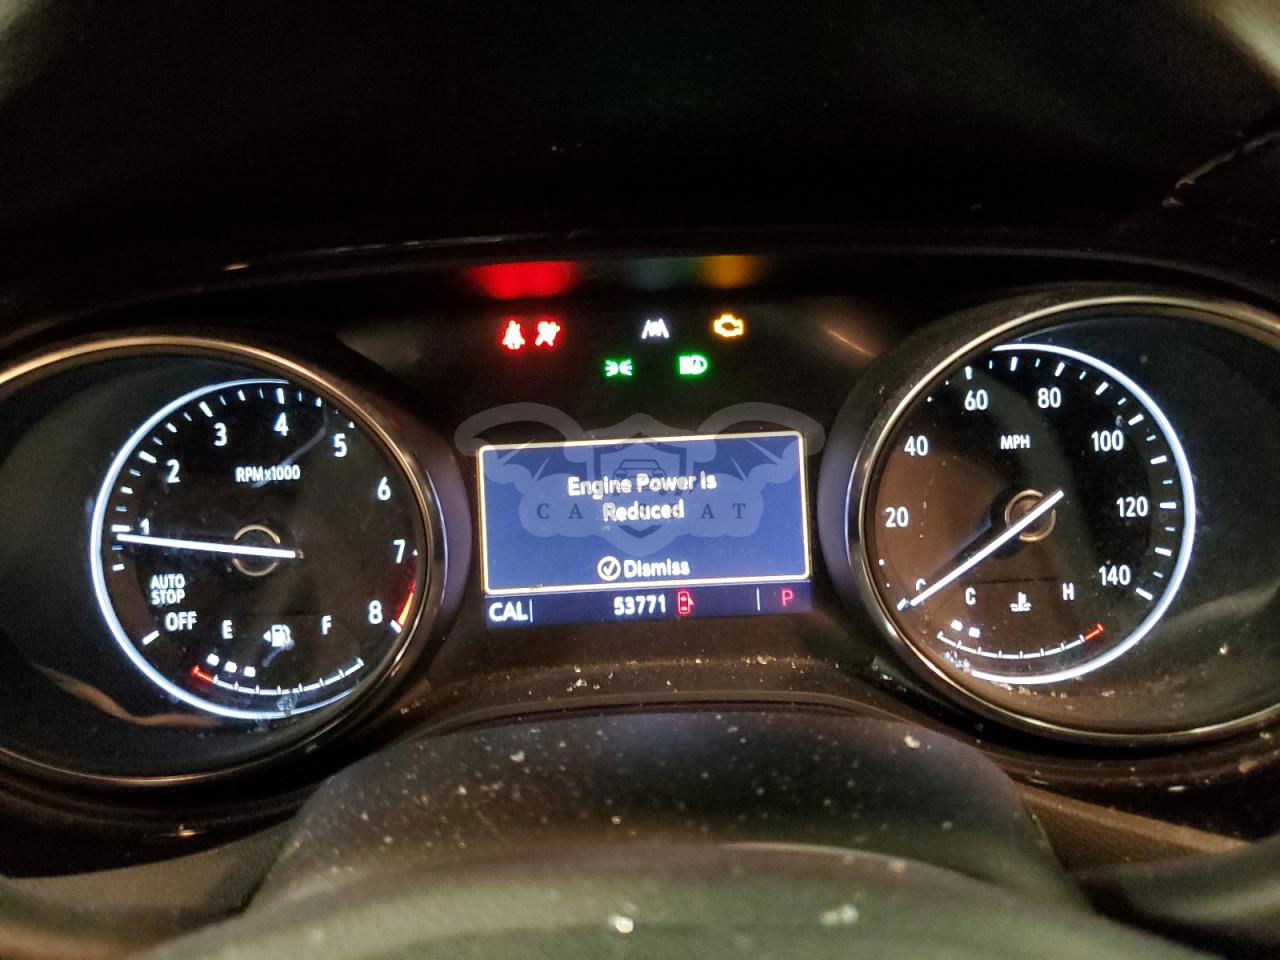 1
2
3
4
5
6
7
8
RPM x1000
AUTO
STOP
OFF
E
F
Engine Power is
Reduced
Dismiss
CAL
53771
P
20
40
60
80
100
120
140
MPH
C
H